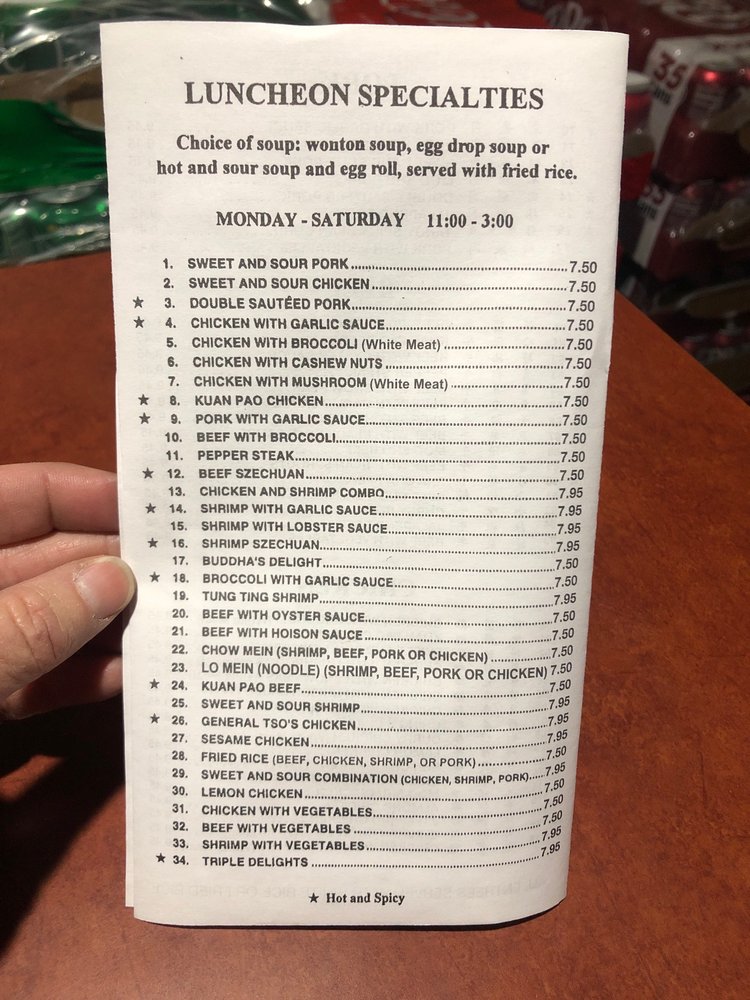 LUNCHEON SPECIALTIES
Choice of soup: wonton soup, egg drop soup or
hot and sour soup and egg roll, served with fried rice.
MONDAY - SATURDAY 11:00 - 3:00
1. SWEET AND SOUR PORK 7.50
2. SWEET AND SOUR CHICKEN 7.50
★ 3. DOUBLE SAUTÉED PORK 7.50
★ 4. CHICKEN WITH GARLIC SAUCE 7.50
5. CHICKEN WITH BROCCOLI (White Meat) 7.50
6. CHICKEN WITH CASHEW NUTS 7.50
7. CHICKEN WITH MUSHROOM (White Meat) 7.50
★ 8. KUAN PAO CHICKEN 7.50
★ 9. PORK WITH GARLIC SAUCE 7.50
10. BEEF WITH BROCCOLI 7.50
11. PEPPER STEAK 7.50
★ 12. BEEF SZECHUAN 7.50
13. CHICKEN AND SHRIMP COMBO 7.95
★ 14. SHRIMP WITH GARLIC SAUCE 7.95
15. SHRIMP WITH LOBSTER SAUCE 7.95
★ 16. SHRIMP SZECHUAN 7.95
17. BUDDHA'S DELIGHT 7.50
★ 18. BROCCOLI WITH GARLIC SAUCE 7.50
19. TUNG TING SHRIMP 7.95
20. BEEF WITH OYSTER SAUCE 7.50
21. BEEF WITH HOISON SAUCE 7.50
22. CHOW MEIN (SHRIMP, BEEF, PORK OR CHICKEN) 7.50
23. LO MEIN (NOODLE) (SHRIMP, BEEF, PORK OR CHICKEN) 7.50
★ 24. KUAN PAO BEEF 7.50
25. SWEET AND SOUR SHRIMP 7.95
★ 26. GENERAL TSO'S CHICKEN 7.95
27. SESAME CHICKEN 7.95
28. FRIED RICE (BEEF, CHICKEN, SHRIMP, OR PORK) 7.50
29. SWEET AND SOUR COMBINATION (CHICKEN, SHRIMP, PORK) 7.95
30. LEMON CHICKEN 7.50
31. CHICKEN WITH VEGETABLES 7.50
32. BEEF WITH VEGETABLES 7.50
33. SHRIMP WITH VEGETABLES 7.95
★ 34. TRIPLE DELIGHTS 7.95
★ Hot and Spicy
35
35